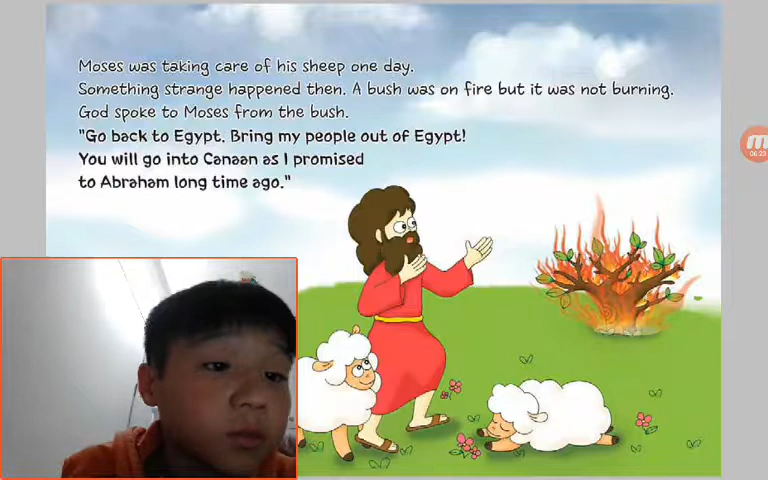 Moses was taking care of his sheep one day.
Something strange happened then. A bush was on fire but it was not burning.
God spoke to Moses from the bush.
"Go back to Egypt. Bring my people out of Egypt!
You will go into Canaan as I promised
to Abraham long time ago."
06:23